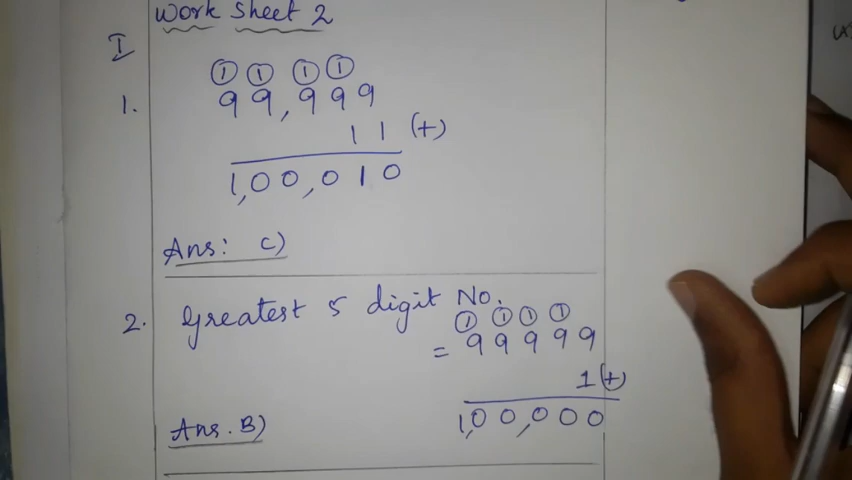 Work Sheet 2
I
1 1 1 1
1. 99,999
11 (+)
1,00,010
Ans: C)
2. Greatest 5 digit No.
1 1 1 1
= 99999
1 (+)
1,00,000
Ans. B)